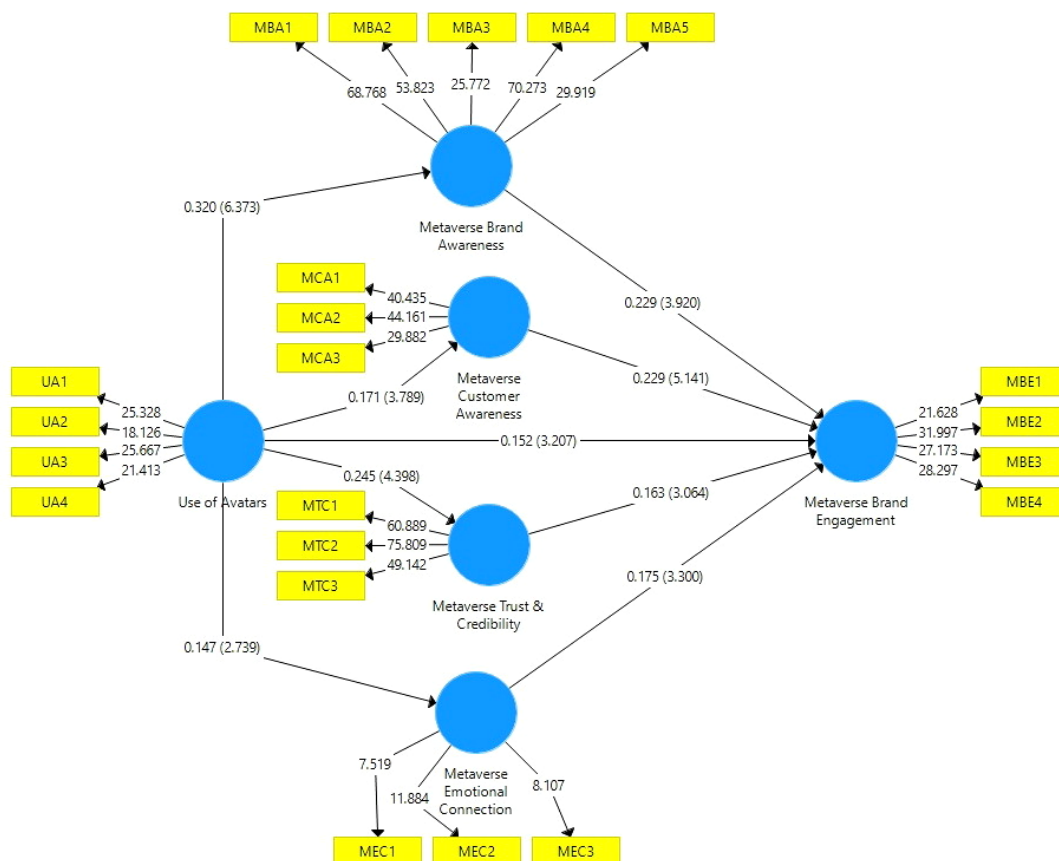 MBA1 MBA2 MBA3 MBA4 MBA5
68.768 53.823 25.772 70.273 29.919
0.320 (6.373)
Metaverse Brand
Awareness
MCA1
MCA2
MCA3
40.435
44.161
29.882
0.229 (3.920)
Metaverse
Customer
Awareness
0.229 (5.141)
0.171 (3.789)
UA1
UA2
UA3
UA4
25.328
18.126
25.667
21.413
Use of Avatars
0.152 (3.207)
MBE1
MBE2
MBE3
MBE4
21.628
31.997
27.173
28.297
Metaverse Brand
Engagement
0.245 (4.398)
MTC1
MTC2
MTC3
60.889
75.809
49.142
0.163 (3.064)
Metaverse Trust &
Credibility
0.175 (3.300)
0.147 (2.739)
Metaverse
Emotional
Connection
7.519 11.884 8.107
MEC1 MEC2 MEC3